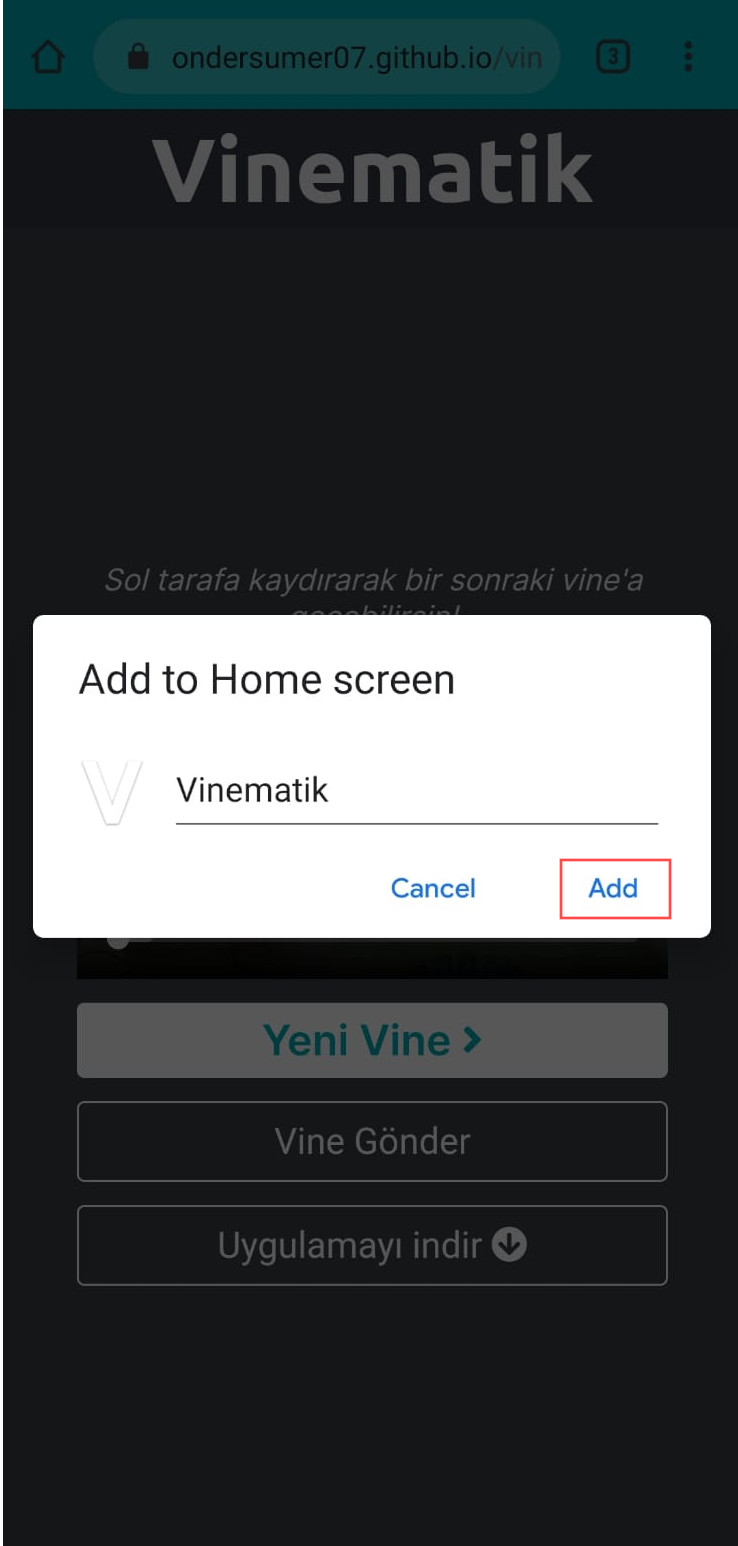 ondersumer07.github.io/vin
3
Vinematik
Sol tarafa kaydırarak bir sonraki vine'a
Add to Home screen
V
Vinematik
Cancel
Add
Yeni Vine
Vine Gönder
Uygulamayı indir